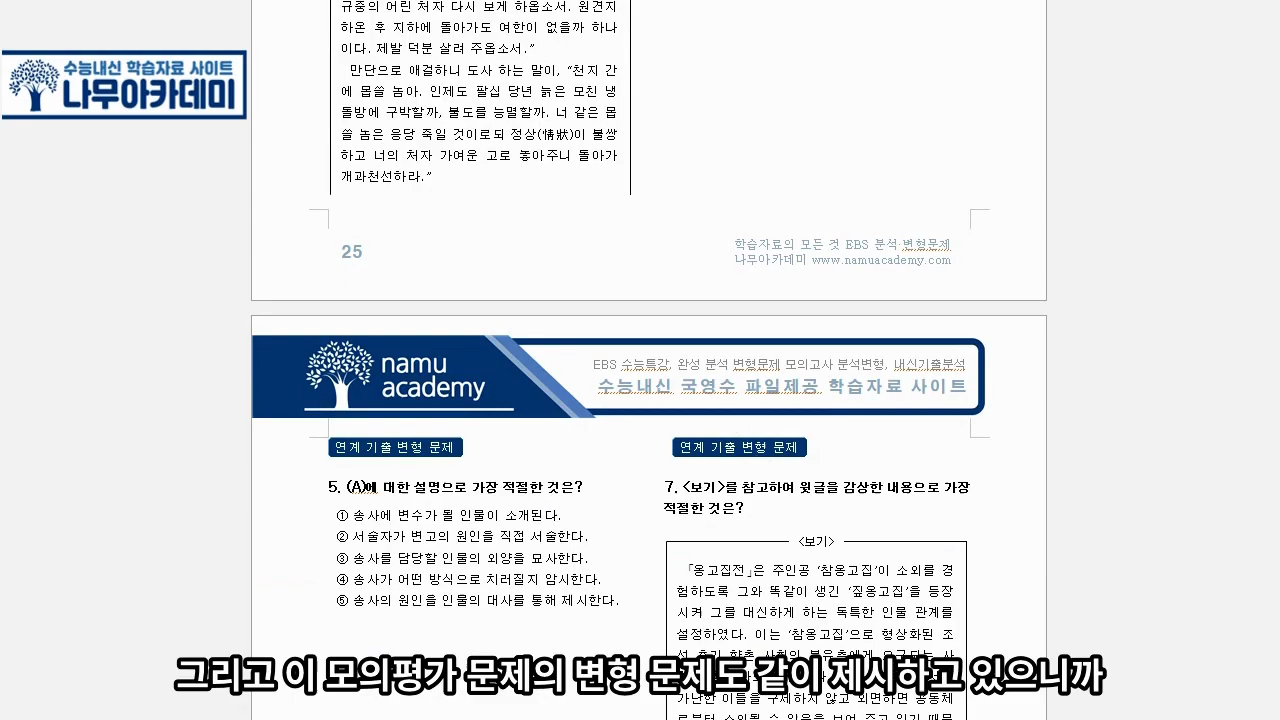 수능내신 학습자료 사이트
나무아카데미
규중의 어린 처자 다시 보게 하옵소서. 원견지
하온 후 지하에 돌아가도 여한이 없을까 하나
이다. 제발 덕분 살려 주옵소서.”
만단으로 애걸하니 도사 하는 말이, “천지 간
에 몹쓸 놈아. 인제도 팔십 당년 늙은 모친 냉
돌방에 구박할까, 불도를 능멸할까. 너 같은 몹
쓸 놈은 응당 죽일 것이로되 정상(情狀)이 불쌍
하고 너의 처자 가여운 고로 놓아주니 돌아가
개과천선하라.”
25
학습자료의 모든 것 EBS 분석·변형문제
나무아카데미 www.namuacademy.com
namu
academy
EBS 수능특강, 완성 분석 변형문제 모의고사 분석변형, 내신기출분석
수능내신 국영수 파일제공 학습자료 사이트
연계 기출 변형 문제
5. (A)에 대한 설명으로 가장 적절한 것은?
① 송사에 변수가 될 인물이 소개된다.
② 서술자가 변고의 원인을 직접 서술한다.
③ 송사를 담당할 인물의 외양을 묘사한다.
④ 송사가 어떤 방식으로 치러질지 암시한다.
⑤ 송사의 원인을 인물의 대사를 통해 제시한다.
연계 기출 변형 문제
7. <보기>를 참고하여 윗글을 감상한 내용으로 가장
적절한 것은?
<보기>
「옹고집전」은 주인공 ‘참옹고집’이 소외를 경
험하도록 그와 똑같이 생긴 ‘짚옹고집’을 등장
시켜 그를 대신하게 하는 독특한 인물 관계를
설정하였다. 이는 ‘참옹고집’으로 형상화된 조
가난한 이들을 구제하지 않고 외면하면 공동체
그리고 이 모의평가 문제의 변형 문제도 같이 제시하고 있으니까